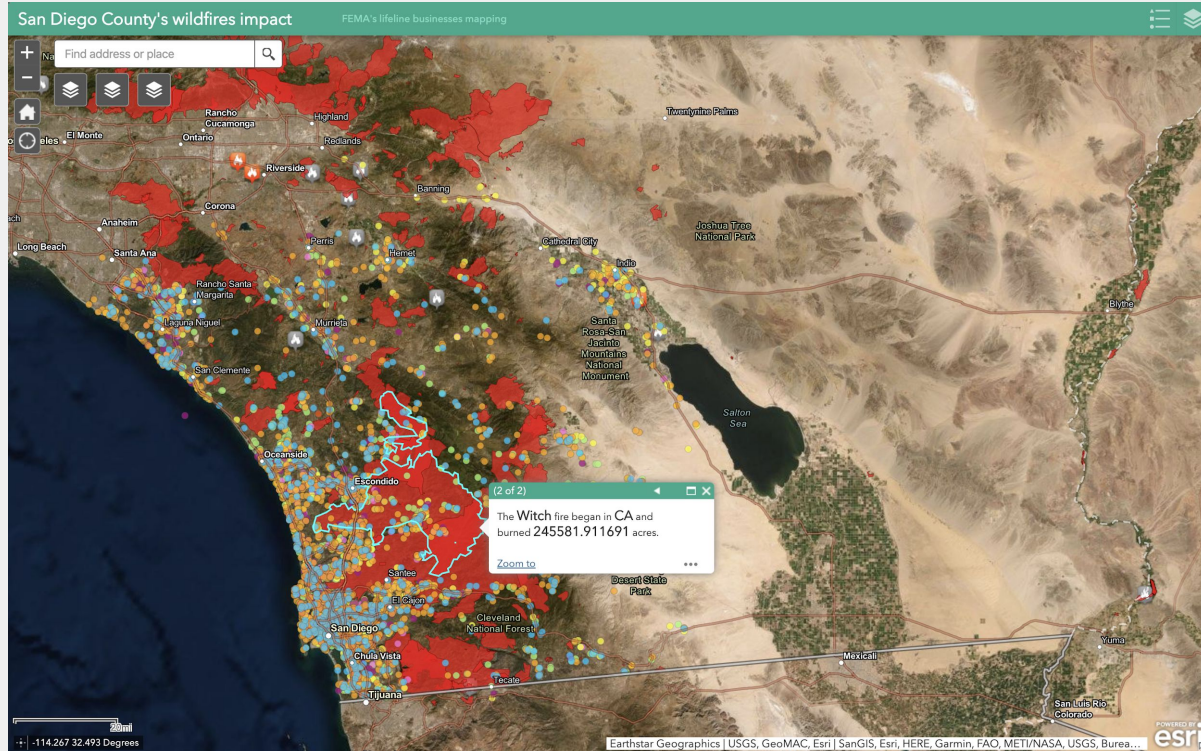 San Diego County's wildfires impact
FEMA's lifeline businesses mapping
+
Find address or place
−
Na
Rancho
Cucamonga
Highland
eles
El Monte
Ontario
Redlands
Riverside
Twentynine Palms
Banning
Corona
ach
Anaheim
Joshua Tree
National Park
Long Beach
Santa Ana
Perris
Hemet
Cathedral City
Indio
Rancho Santa
Margarita
Blythe
Laguna Niguel
Murrieta
Santa
Rosa-San
Jacinto
Mountains
National
Monument
San Clemente
Salton
Sea
Oceanside
Escondido
(2 of 2)
The Witch fire began in CA and
burned 245581.911691 acres.
Zoom to
Santee
Desert State
Park
El Cajon
Cleveland
National Forest
San Diego
Yuma
Chula Vista
Mexicali
Tecate
Tijuana
San Luis Río
Colorado
20mi
-114.267 32.493 Degrees
Earthstar Geographics | USGS, GeoMAC, Esri | SanGIS, Esri, HERE, Garmin, FAO, METI/NASA, USGS, Burea...
POWERED BY
esri